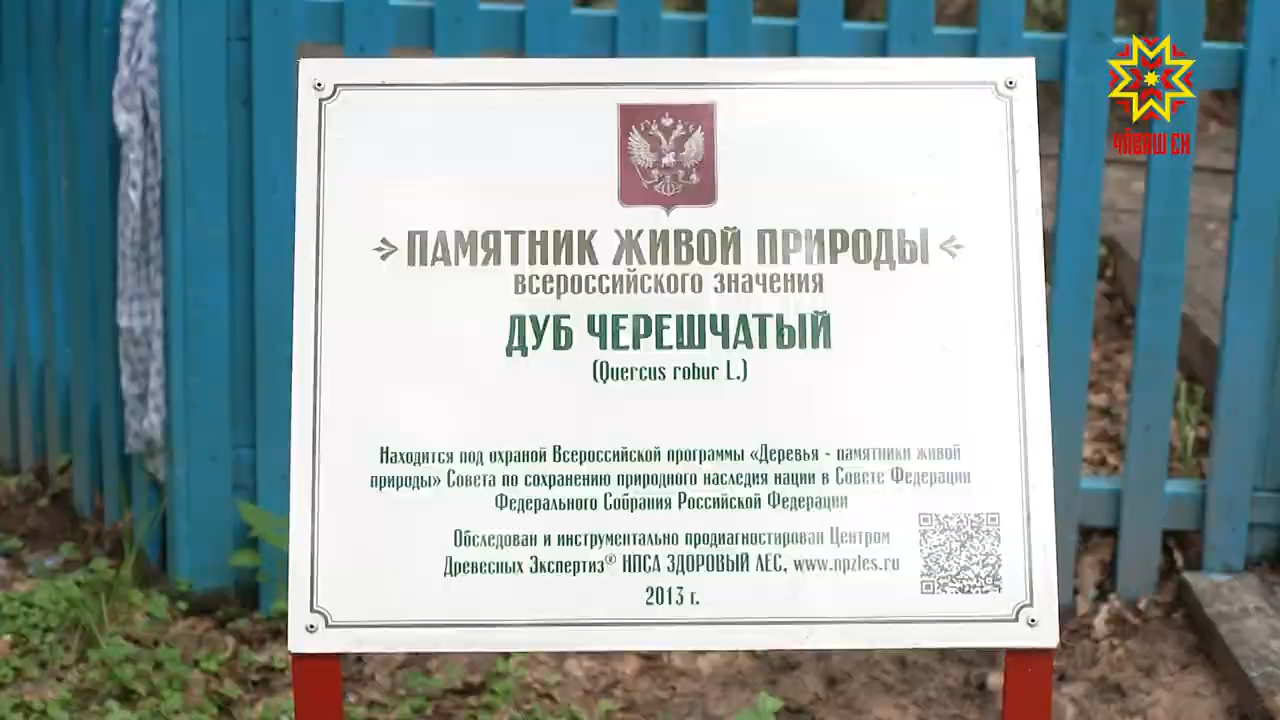 ЧӐВАШ ЕН
ПАМЯТНИК ЖИВОЙ ПРИРОДЫ
всероссийского значения
ДУБ ЧЕРЕШЧАТЫЙ
(Quercus robur L.)
Находится под охраной Всероссийской программы «Деревья - памятники живой
природы» Совета по сохранению природного наследия нации в Совете Федерации
Федерального Собрания Российской Федерации
Обследован и инструментально продиагностирован Центром
Древесных Экспертиз® НПСА ЗДОРОВЫЙ ЛЕС, www.npzles.ru
2013 г.